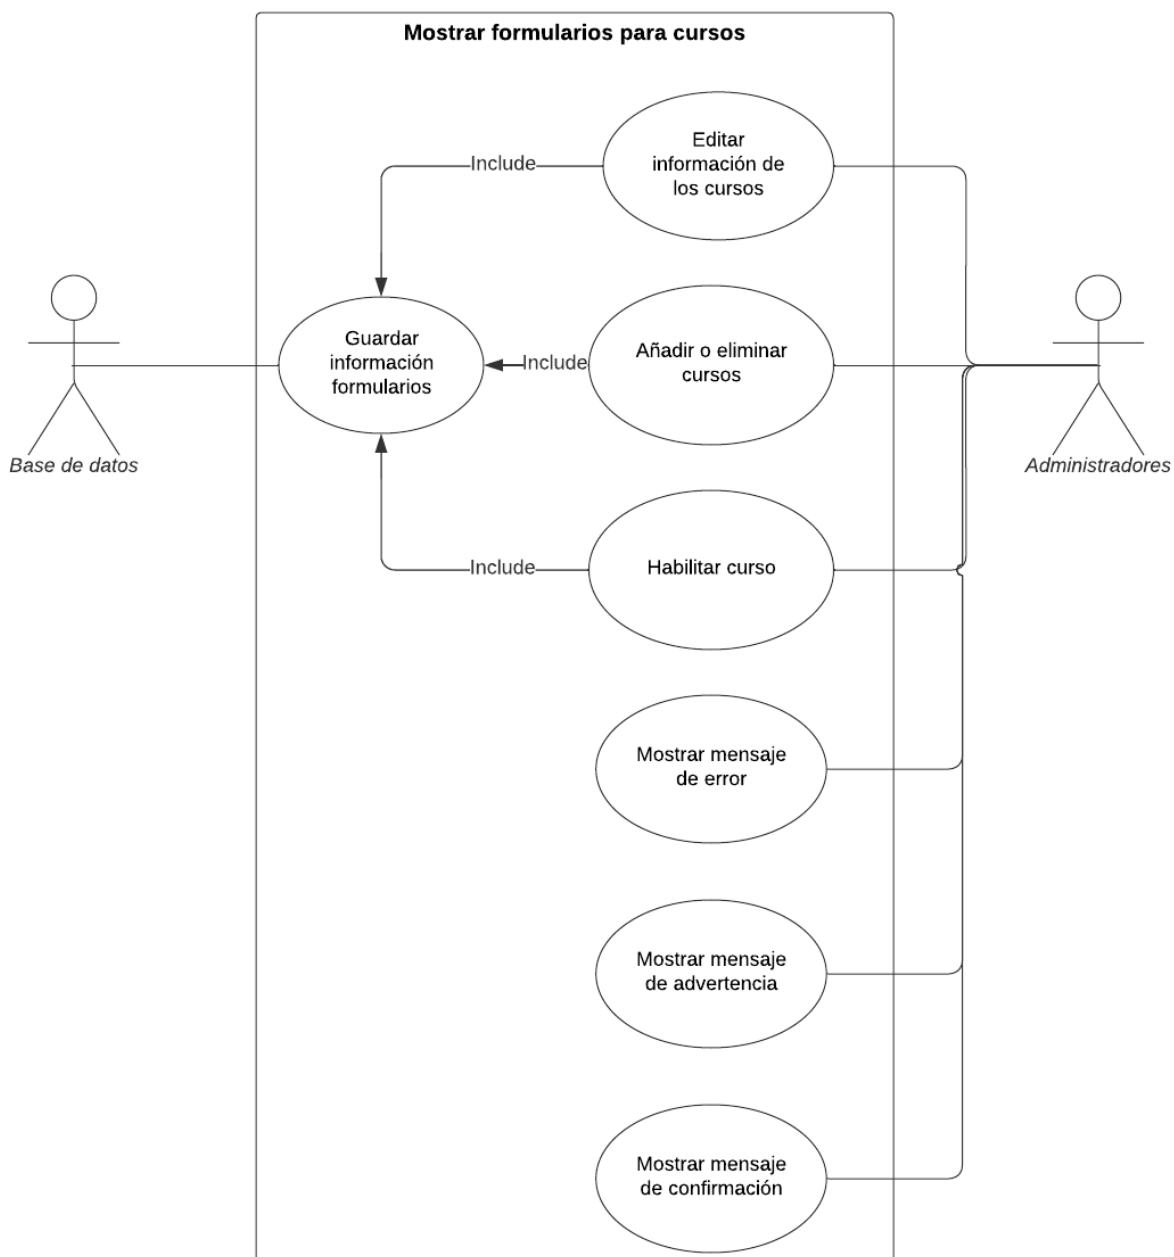 Mostrar formularios para cursos
Editar
información de
los cursos
Include
Guardar
información
formularios
Include
Añadir o eliminar
cursos
Base de datos
Administradores
Include
Habilitar curso
Mostrar mensaje
de error
Mostrar mensaje
de advertencia
Mostrar mensaje
de confirmación